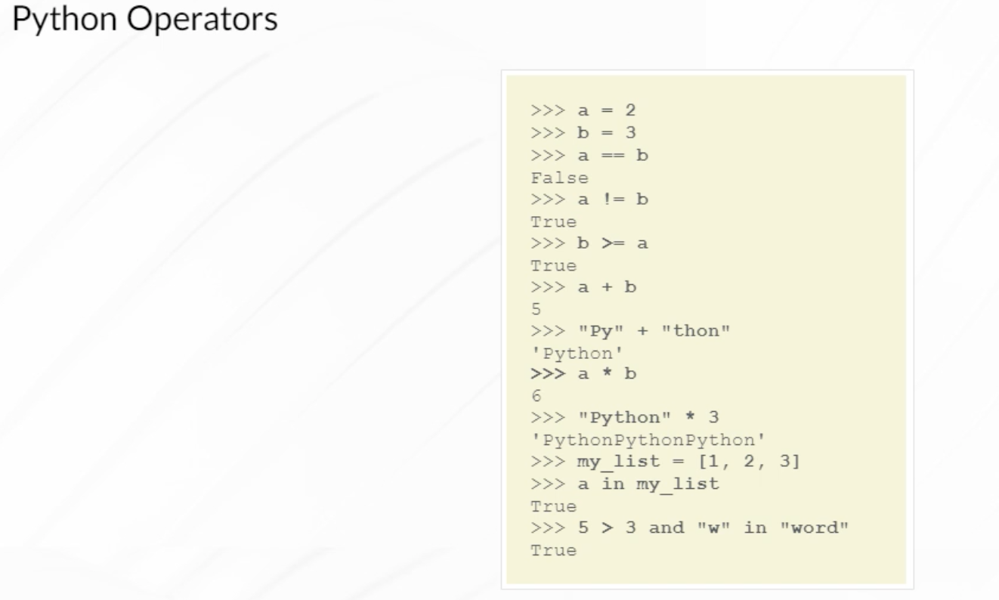 Python Operators
>>> a = 2
>>> b = 3
>>> a == b
False
>>> a != b
True
>>> b >= a
True
>>> a + b
5
>>> "Py" + "thon"
'Python'
>>> a * b
6
>>> "Python" * 3
'PythonPythonPython'
>>> my_list = [1, 2, 3]
>>> a in my_list
True
>>> 5 > 3 and "w" in "word"
True